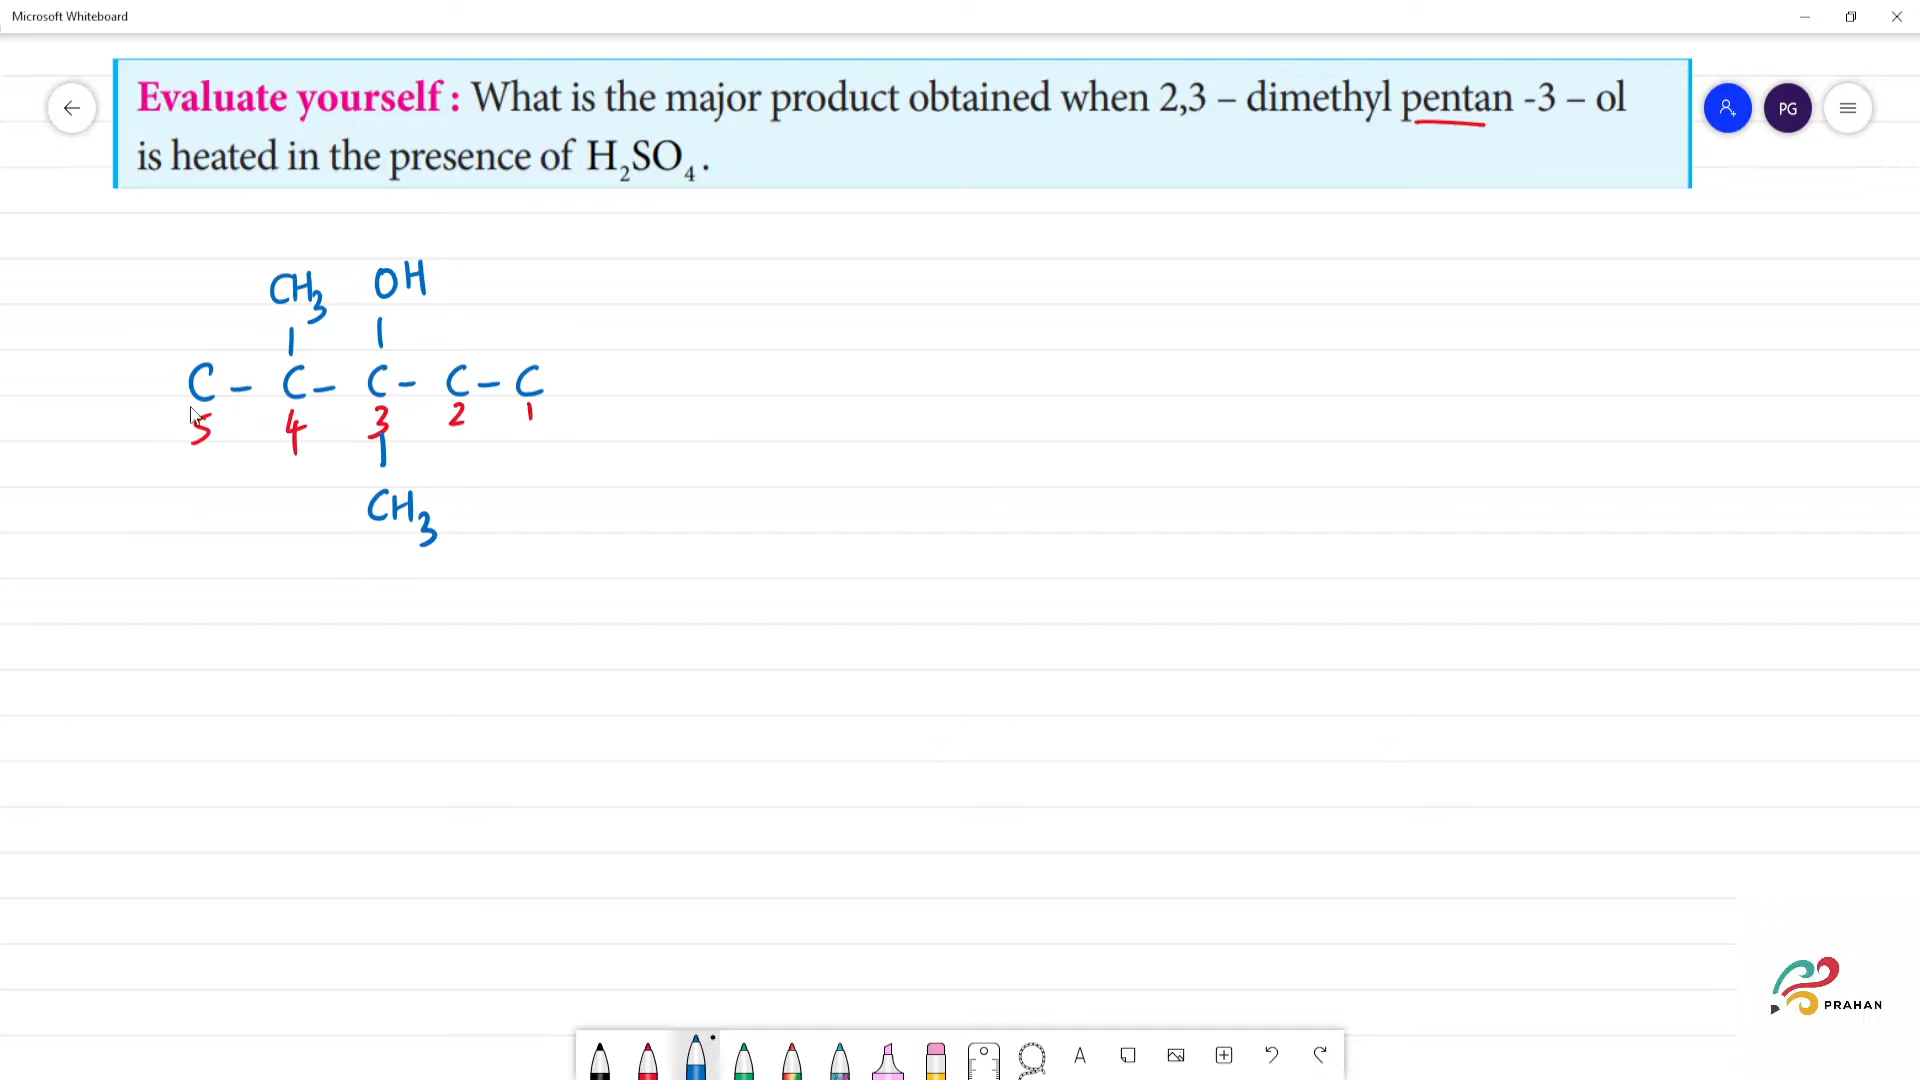 Microsoft Whiteboard
Evaluate yourself : What is the major product obtained when 2,3 – dimethyl pentan -3 – ol
is heated in the presence of H₂SO₄ .
PG
CH₃ OH
C – C – C – C – C
5 4 3 2 1
CH₃
A
PRAHAN